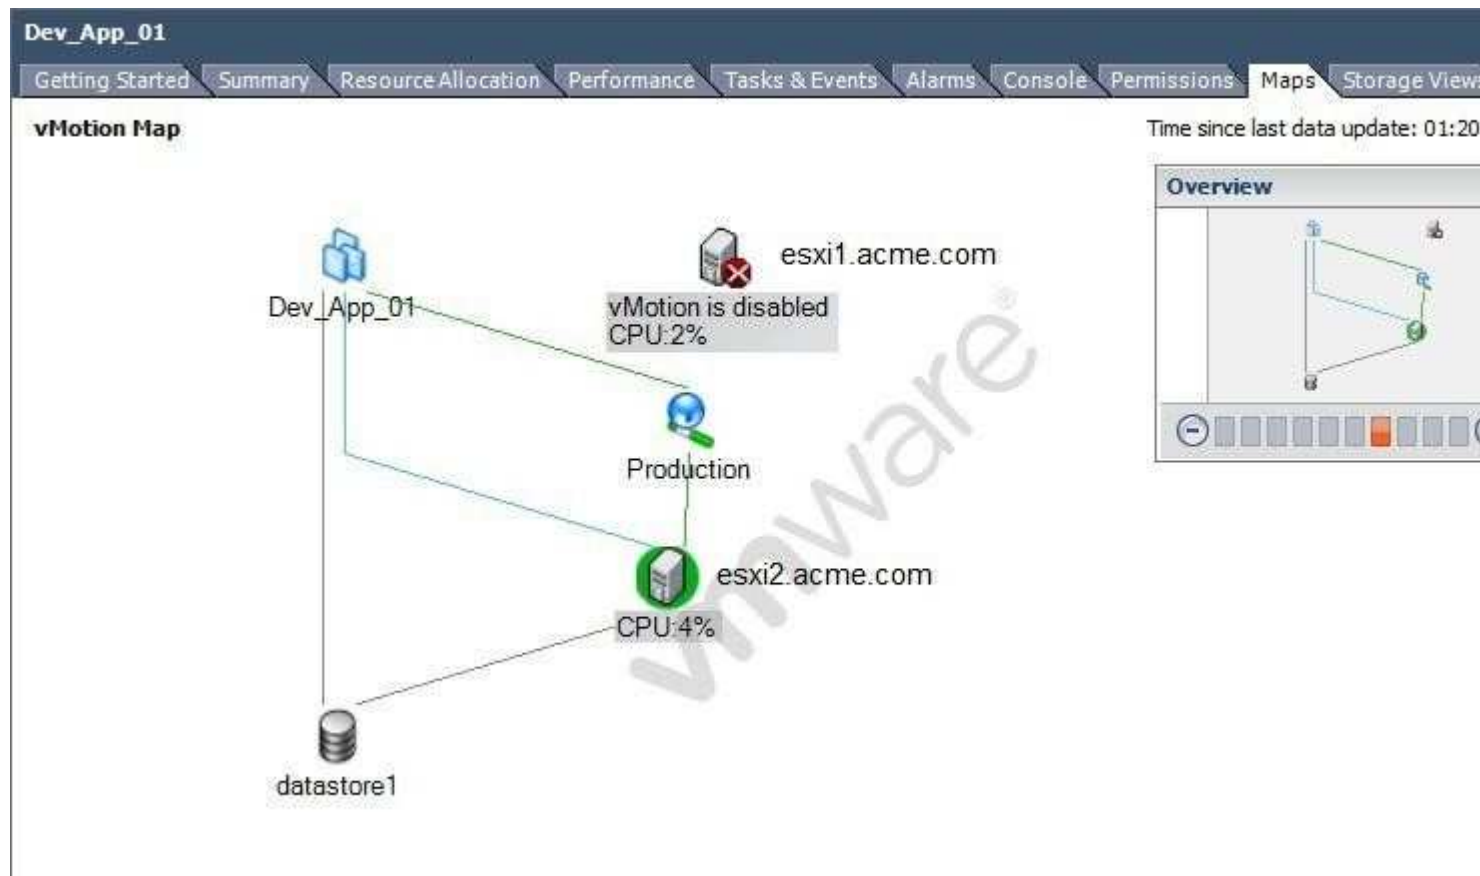 Dev_App_01
Getting Started Summary Resource Allocation Performance Tasks & Events Alarms Console Permissions Maps Storage Views
vMotion Map
Time since last data update: 01:20
Overview
esxi1.acme.com
Dev_App_01
vMotion is disabled
CPU:2%
Production
esxi2.acme.com
CPU:4%
datastore1
vmware®